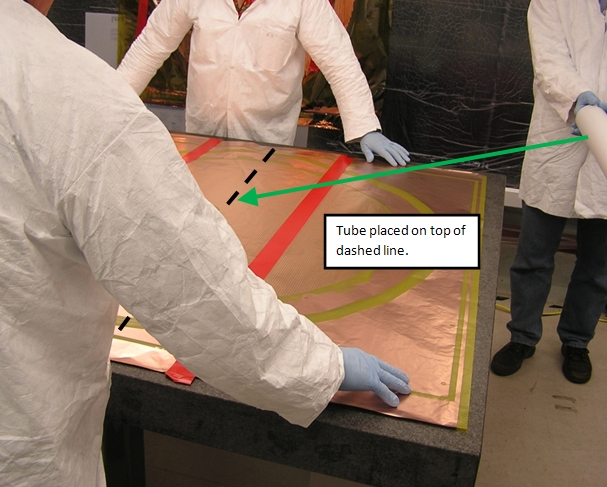 Tube placed on top of
dashed line.